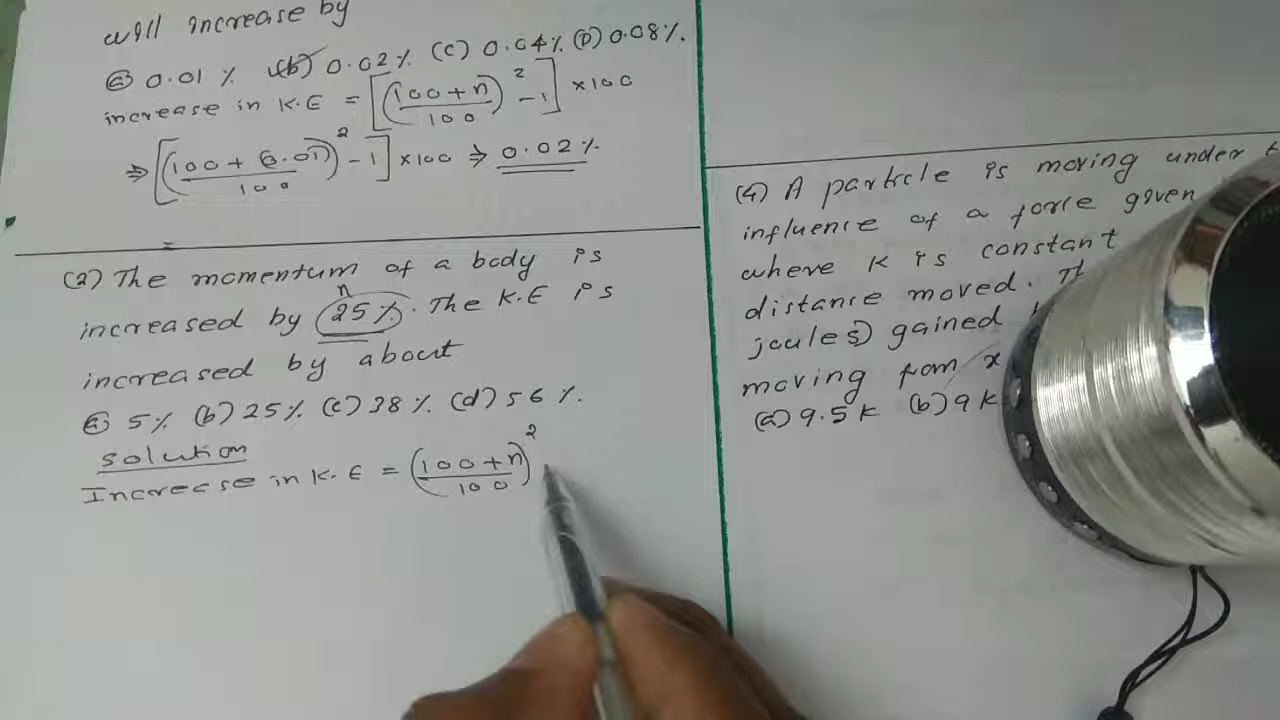 will increase by
(a) 0.01 % (b) 0.02 % (c) 0.04% (D) 0.08%.
increase in K.E = [(100+n/100)² - 1] ×100
⇒ [(100 + 0.01/100)² - 1] ×100 ⇒ 0.02 %.
(2) The momentum of a body is
n
increased by 25 %. The K.E is
increased by about
(a) 5% (b) 25% (c) 38 % (d) 56 %.
solution
Increase in K.E = (100+n/100)²
(4) A particle is moving under
influence of a force given
where K is constant
distance moved.
joules) gained
moving from x
(a) 9.5 K (b) 9 K